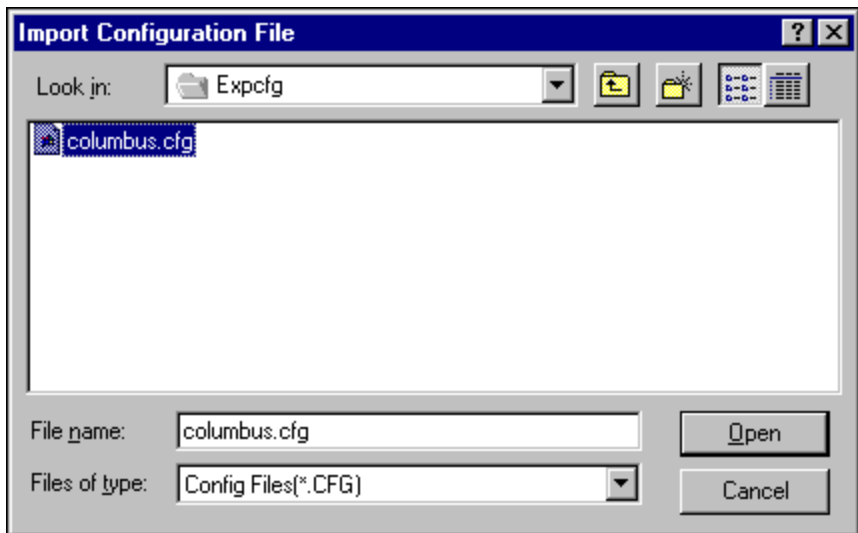 Import Configuration File
Look in: Expcfg
columbus.cfg
File name: columbus.cfg Open
Files of type: Config Files(*.CFG) Cancel